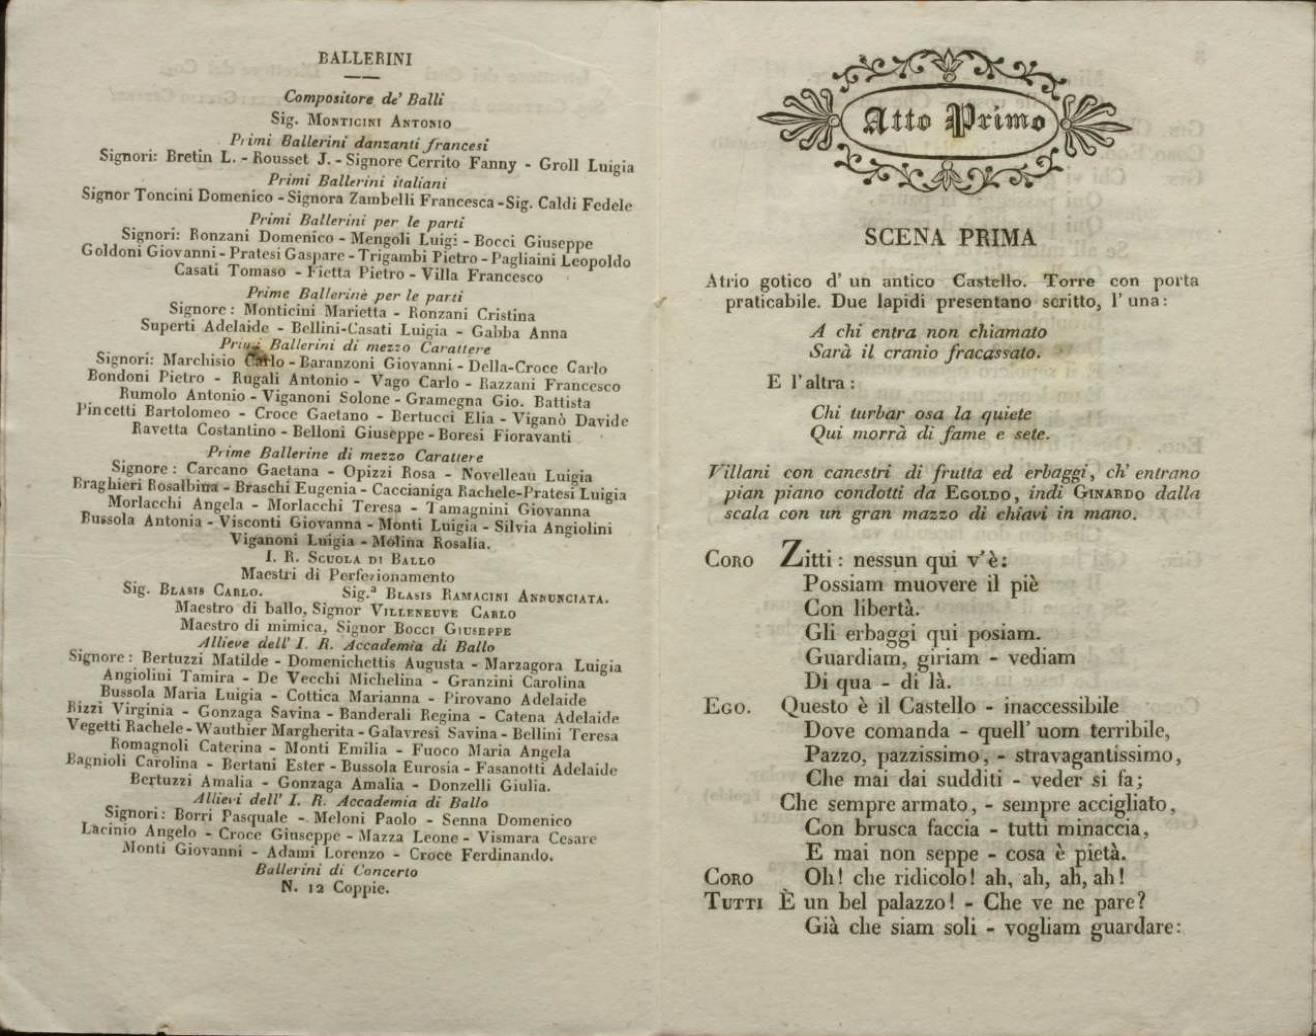 BALLERINI
Compositore de' Balli
Sig. Monticini Antonio
Primi Ballerini danzanti francesi
Signori: Bretin L. - Rousset J. - Signore Cerrito Fanny - Groll Luigia
Primi Ballerini italiani
Signor Toncini Domenico - Signora Zambelli Francesca - Sig. Caldi Fedele
Primi Ballerini per le parti
Signori: Ronzani Domenico - Mengoli Luigi - Bocci Giuseppe
Goldoni Giovanni - Pratesi Gaspare - Trigambi Pietro - Pagliaini Leopoldo
Casati Tomaso - Fietta Pietro - Villa Francesco
Prime Ballerine per le parti
Signore: Monticini Marietta - Ronzani Cristina
Superti Adelaide - Bellini-Casati Luigia - Gabba Anna
Primi Ballerini di mezzo Carattere
Signori: Marchisio Carlo - Baranzoni Giovanni - Della-Croce Carlo
Bondoni Pietro - Rugali Antonio - Vago Carlo - Razzani Francesco
Rumolo Antonio - Viganoni Solone - Gramegna Gio. Battista
Pincetti Bartolomeo - Croce Gaetano - Bertucci Elia - Viganò Davide
Ravetta Costantino - Belloni Giuseppe - Boresi Fioravanti
Prime Ballerine di mezzo Carattere
Signore: Carcano Gaetana - Opizzi Rosa - Novelleau Luigia
Braghieri Rosalbina - Braschi Eugenia - Caccianiga Rachele - Pratesi Luigia
Morlacchi Angela - Morlacchi Teresa - Tamagnini Giovanna
Bussola Antonia - Visconti Giovanna - Monti Luigia - Silvia Angiolini
Viganoni Luigia - Molina Rosalia.
I. R. Scuola di Ballo
Maestri di Perfezionamento
Sig. Blasis Carlo. Sig.ª Blasis Ramacini Annunciata.
Maestro di ballo, Signor Villeneuve Carlo
Maestro di mimica, Signor Bocci Giuseppe
Allieve dell' I. R. Accademia di Ballo
Signore: Bertuzzi Matilde - Domenichettis Augusta - Marzagora Luigia
Angiolini Tamira - De Vecchi Michelina - Granzini Carolina
Bussola Maria Luigia - Cottica Marianna - Pirovano Adelaide
Rizzi Virginia - Gonzaga Savina - Banderali Regina - Catena Adelaide
Vegetti Rachele - Wauthier Margherita - Galavresi Savina - Bellini Teresa
Romagnoli Caterina - Monti Emilia - Fuoco Maria Angela
Bagnioli Carolina - Bertani Ester - Bussola Eurosia - Fasanotti Adelaide
Bertuzzi Amalia - Gonzaga Amalia - Donzelli Giulia.
Allievi dell' I. R. Accademia di Ballo
Signori: Borri Pasquale - Meloni Paolo - Senna Domenico
Lacinio Angelo - Croce Giuseppe - Mazza Leone - Vismara Cesare
Monti Giovanni - Adami Lorenzo - Croce Ferdinando.
Ballerini di Concerto
N. 12 Coppie.
Atto Primo
SCENA PRIMA
Atrio gotico d' un antico Castello. Torre con porta
praticabile. Due lapidi presentano scritto, l' una:
A chi entra non chiamato
Sarà il cranio fracassato.
E l'altra:
Chi turbar osa la quiete
Qui morrà di fame e sete.
Villani con canestri di frutta ed erbaggi, ch' entrano
pian piano condotti da Egoldo, indi Ginardo dalla
scala con un gran mazzo di chiavi in mano.
Coro Zitti: nessun qui v'è:
Possiam muovere il piè
Con libertà.
Gli erbaggi qui posiam.
Guardiam, giriam - vediam
Di qua - di là.
Ego. Questo è il Castello - inaccessibile
Dove comanda - quell' uom terribile,
Pazzo, pazzissimo, - stravagantissimo,
Che mai dai sudditi - veder si fa;
Che sempre armato, - sempre accigliato,
Con brusca faccia - tutti minaccia,
E mai non seppe - cosa è pietà.
Coro Oh! che ridicolo! ah, ah, ah, ah!
Tutti È un bel palazzo! - Che ve ne pare?
Già che siam soli - vogliam guardare: